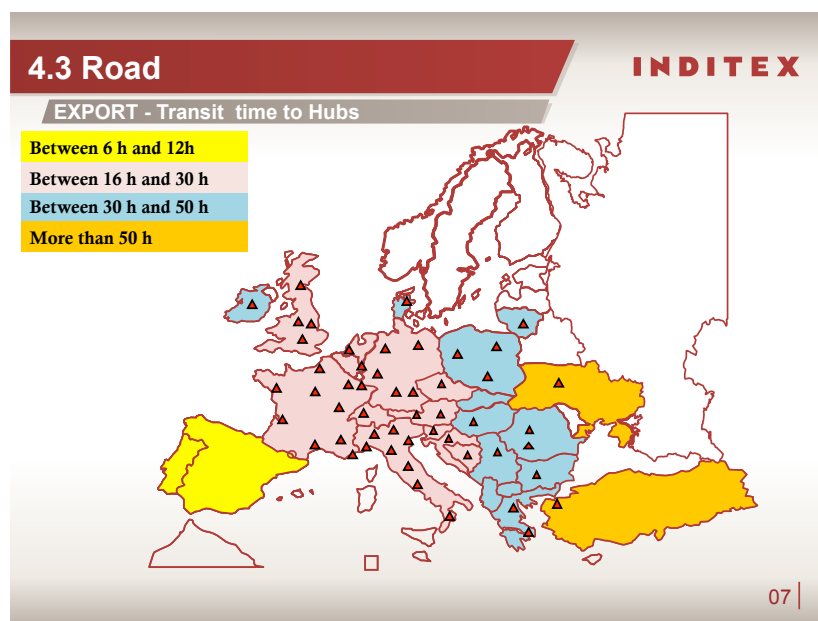 4.3 Road
INDITEX
EXPORT - Transit time to Hubs
Between 6 h and 12h
Between 16 h and 30 h
Between 30 h and 50 h
More than 50 h
07